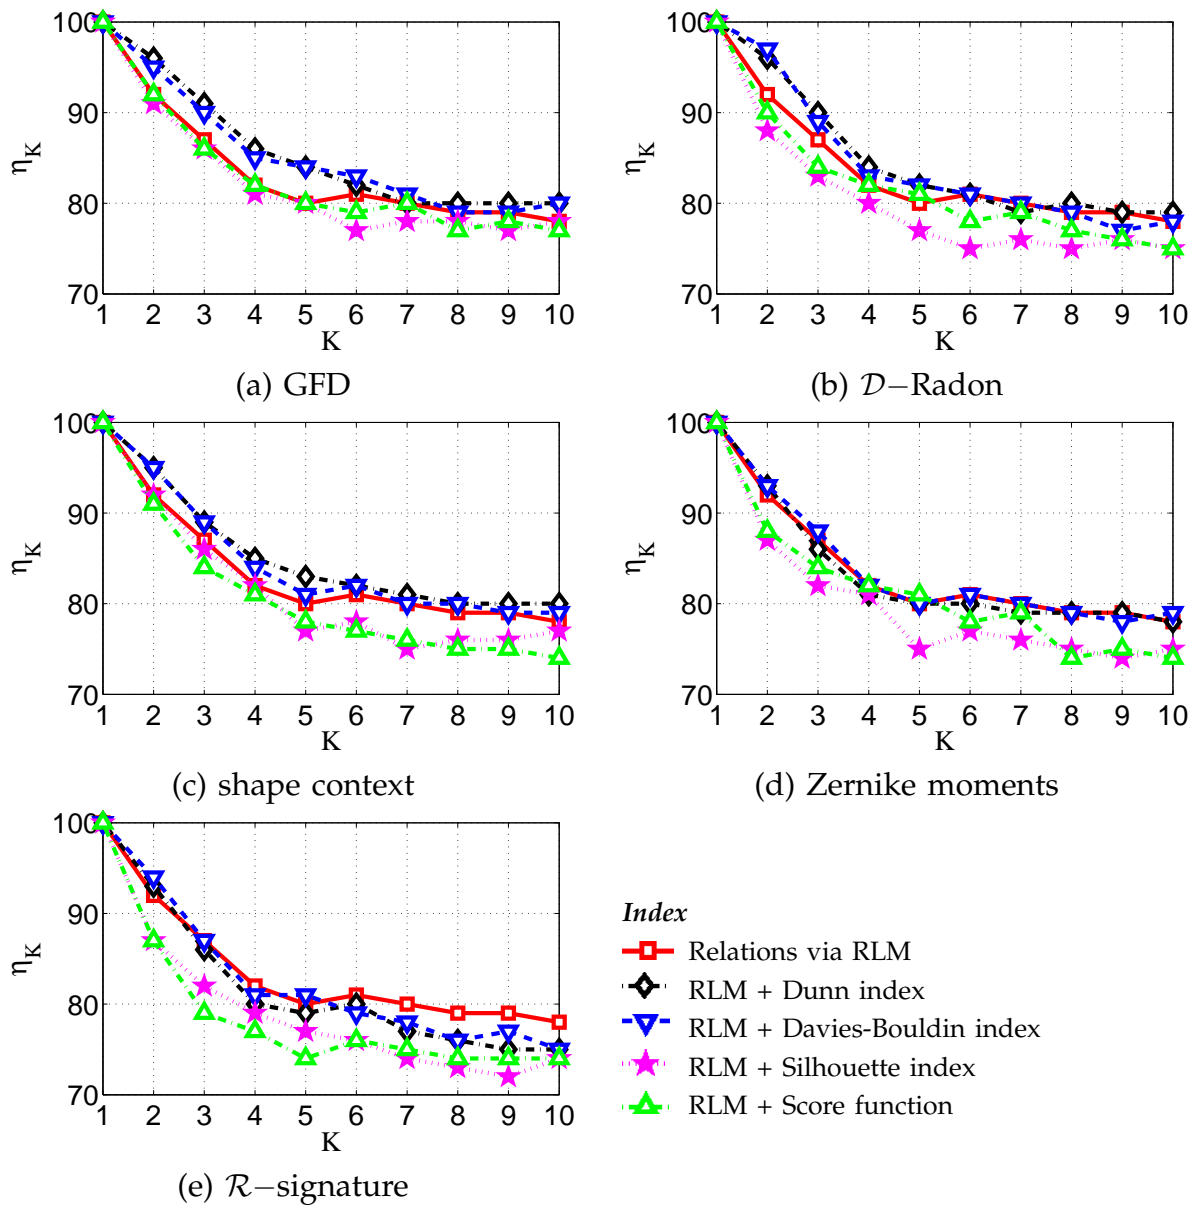 100
90
80
70
η_K
1 2 3 4 5 6 7 8 9 10
K
(a) GFD
100
90
80
70
η_K
1 2 3 4 5 6 7 8 9 10
K
(b) 𝒟−Radon
100
90
80
70
η_K
1 2 3 4 5 6 7 8 9 10
K
(c) shape context
100
90
80
70
η_K
1 2 3 4 5 6 7 8 9 10
K
(d) Zernike moments
100
90
80
70
η_K
1 2 3 4 5 6 7 8 9 10
K
(e) ℛ−signature
Index
Relations via RLM
RLM + Dunn index
RLM + Davies-Bouldin index
RLM + Silhouette index
RLM + Score function